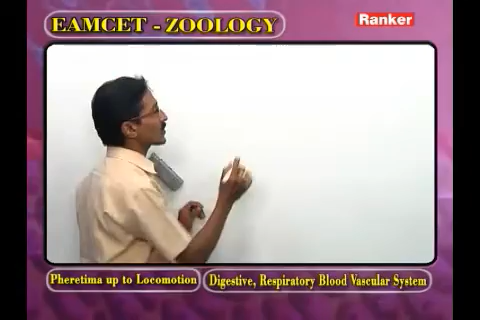 EAMCET - ZOOLOGY
Ranker
Pheretima up to Locomotion
Digestive, Respiratory Blood Vascular System